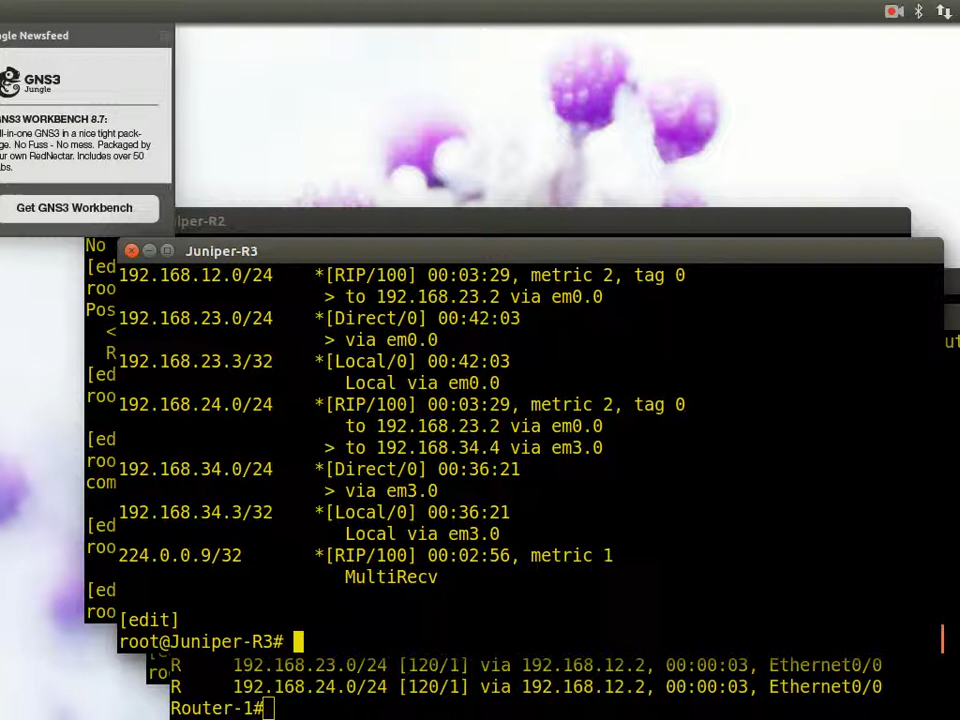 ngle Newsfeed
GNS3
Jungle
GNS3 WORKBENCH 8.7:
ll-in-one GNS3 in a nice tight pack-
ge. No Fuss - No mess. Packaged by
ur own RedNectar. Includes over 50
abs.
Get GNS3 Workbench
niper-R2
Juniper-R3
No
[ed
roo
Pos
<
R
[ed
roo
[ed
roo
com
[ed
roo
[ed
roo
192.168.12.0/24    *[RIP/100] 00:03:29, metric 2, tag 0
> to 192.168.23.2 via em0.0
192.168.23.0/24    *[Direct/0] 00:42:03
> via em0.0
192.168.23.3/32    *[Local/0] 00:42:03
Local via em0.0
192.168.24.0/24    *[RIP/100] 00:03:29, metric 2, tag 0
to 192.168.23.2 via em0.0
> to 192.168.34.4 via em3.0
192.168.34.0/24    *[Direct/0] 00:36:21
> via em3.0
192.168.34.3/32    *[Local/0] 00:36:21
Local via em3.0
224.0.0.9/32       *[RIP/100] 00:02:56, metric 1
MultiRecv
[edit]
root@Juniper-R3#
ut
ro
R     192.168.23.0/24 [120/1] via 192.168.12.2, 00:00:03, Ethernet0/0
R     192.168.24.0/24 [120/1] via 192.168.12.2, 00:00:03, Ethernet0/0
Router-1#